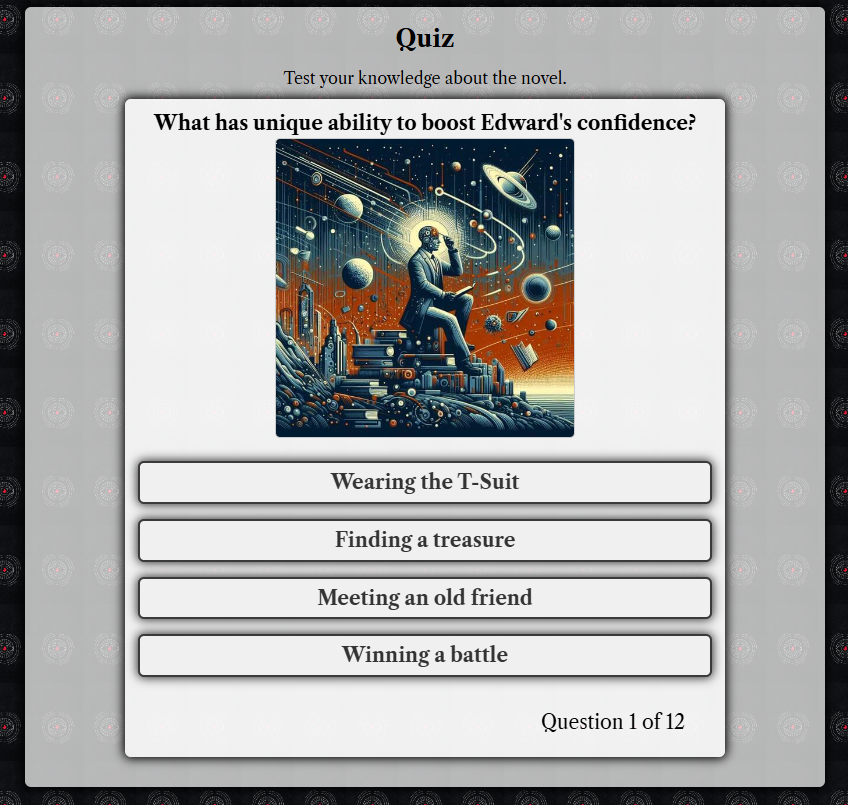 Quiz
Test your knowledge about the novel.
What has unique ability to boost Edward's confidence?
Wearing the T-Suit
Finding a treasure
Meeting an old friend
Winning a battle
Question 1 of 12